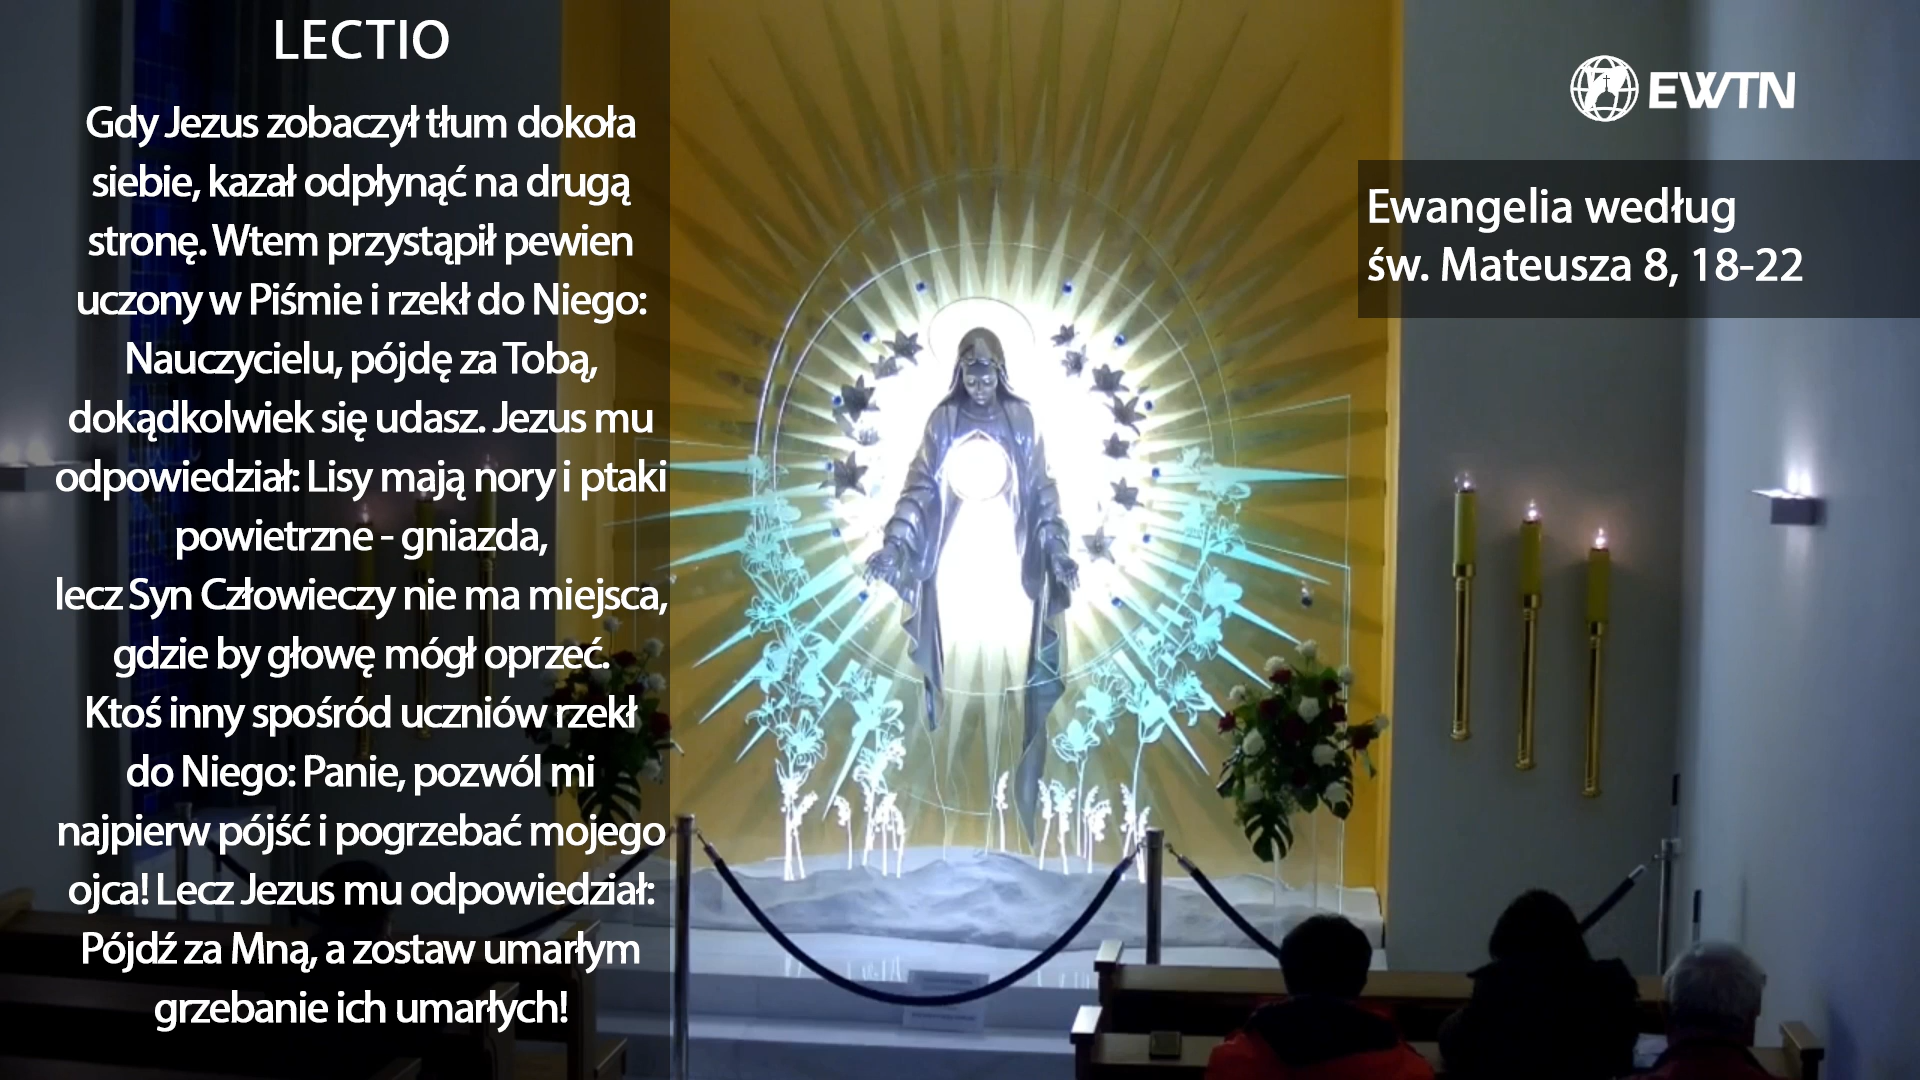 LECTIO
Gdy Jezus zobaczył tłum dokoła
siebie, kazał odpłynąć na drugą
stronę. Wtem przystąpił pewien
uczony w Piśmie i rzekł do Niego:
Nauczycielu, pójdę za Tobą,
dokądkolwiek się udasz. Jezus mu
odpowiedział: Lisy mają nory i ptaki
powietrzne - gniazda,
lecz Syn Człowieczy nie ma miejsca,
gdzie by głowę mógł oprzeć.
Ktoś inny spośród uczniów rzekł
do Niego: Panie, pozwól mi
najpierw pójść i pogrzebać mojego
ojca! Lecz Jezus mu odpowiedział:
Pójdź za Mną, a zostaw umarłym
grzebanie ich umarłych!
EWTN
Ewangelia według
św. Mateusza 8, 18-22